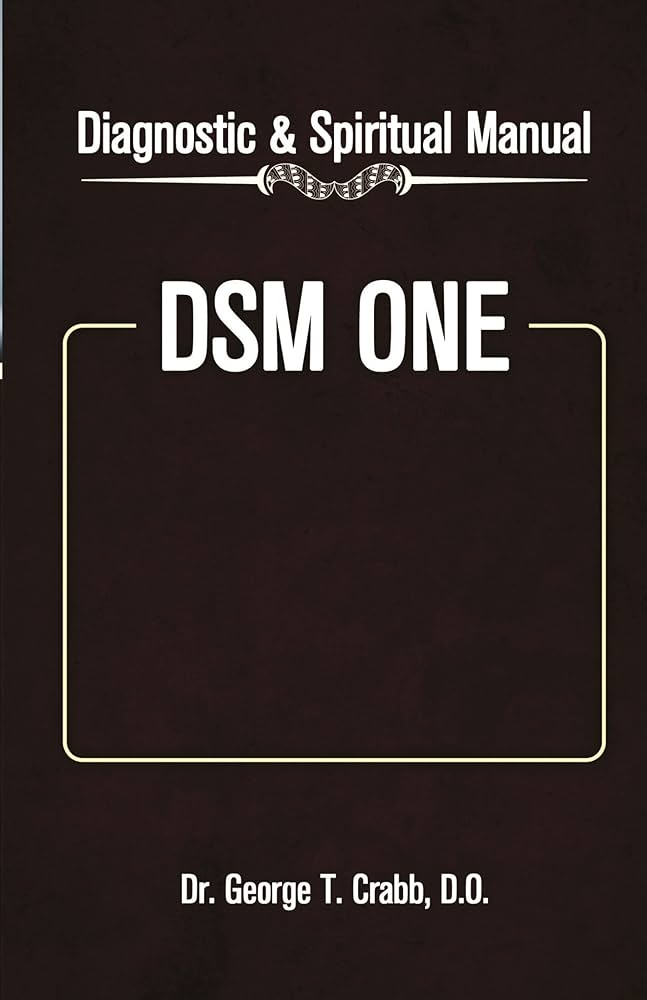 Diagnostic & Spiritual Manual
DSM ONE
Dr. George T. Crabb, D.O.